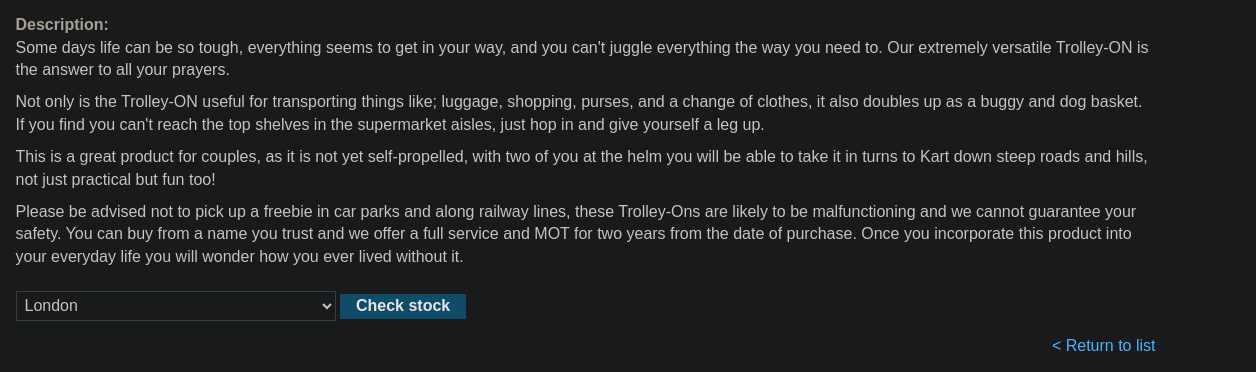 Description:
Some days life can be so tough, everything seems to get in your way, and you can't juggle everything the way you need to. Our extremely versatile Trolley-ON is
the answer to all your prayers.
Not only is the Trolley-ON useful for transporting things like; luggage, shopping, purses, and a change of clothes, it also doubles up as a buggy and dog basket.
If you find you can't reach the top shelves in the supermarket aisles, just hop in and give yourself a leg up.
This is a great product for couples, as it is not yet self-propelled, with two of you at the helm you will be able to take it in turns to Kart down steep roads and hills,
not just practical but fun too!
Please be advised not to pick up a freebie in car parks and along railway lines, these Trolley-Ons are likely to be malfunctioning and we cannot guarantee your
safety. You can buy from a name you trust and we offer a full service and MOT for two years from the date of purchase. Once you incorporate this product into
your everyday life you will wonder how you ever lived without it.
London Check stock
< Return to list